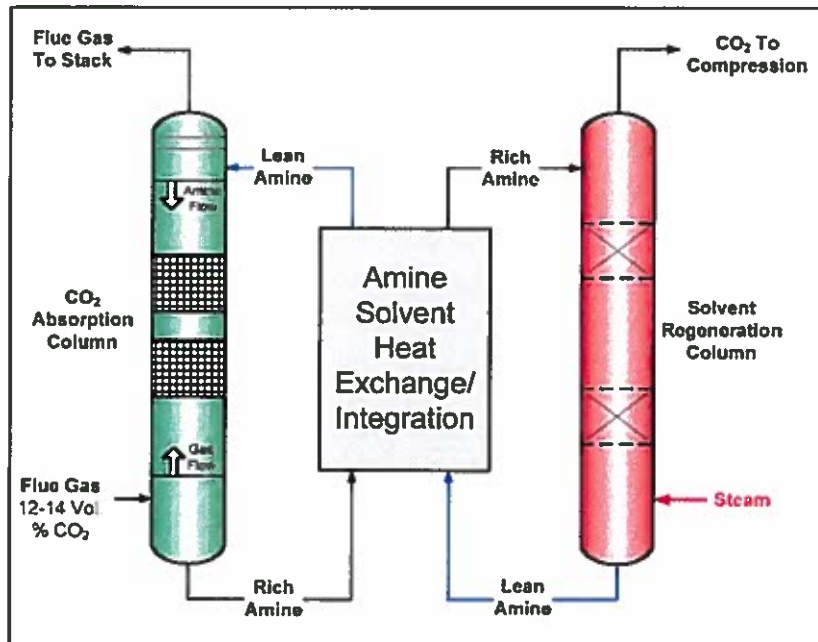 Flue Gas
To Stack
CO₂ To
Compression
Lean
Amine
Rich
Amine
Amine
Flow
Amine
Solvent
Heat
Exchange/
Integration
CO₂
Absorption
Column
Solvent
Regeneration
Column
Gas
Flow
Flue Gas
12-14 Vol
% CO₂
Steam
Rich
Amine
Lean
Amine